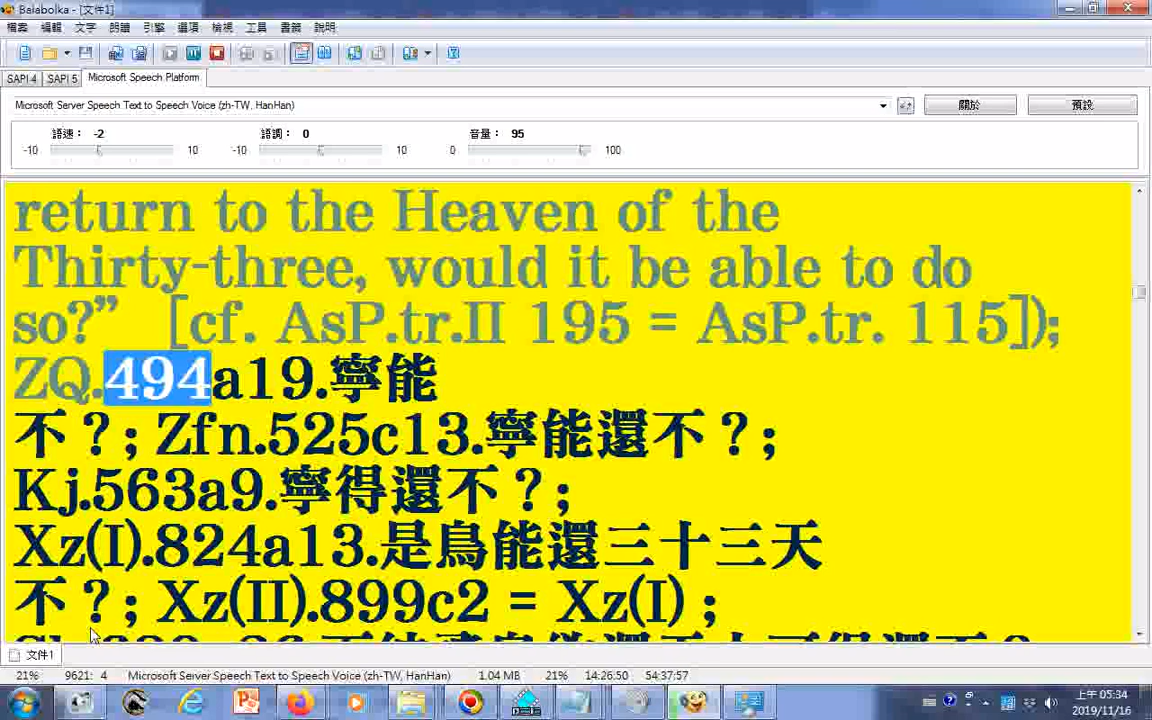 Balabolka - [文件1]
檔案 編輯 文字 朗讀 引擎 選項 檢視 工具 書籤 說明
SAPI 4 SAPI 5 Microsoft Speech Platform
Microsoft Server Speech Text to Speech Voice (zh-TW, HanHan) 關於 預設
語速： -2 語調： 0 音量： 95
-10 10 -10 10 0 100
return to the Heaven of the
Thirty-three, would it be able to do
so?” [cf. AsP.tr.II 195 = AsP.tr. 115]);
ZQ.494a19.寧能
不？; Zfn.525c13.寧能還不？;
Kj.563a9.寧得還不？;
Xz(I).824a13.是鳥能還三十三天
不？; Xz(II).899c2 = Xz(I) ;
文件1
21% 9621: 4 Microsoft Server Speech Text to Speech Voice (zh-TW, HanHan) 1.04 MB 21% 14:26:50 54:37:57
上午 05:34
2019/11/16